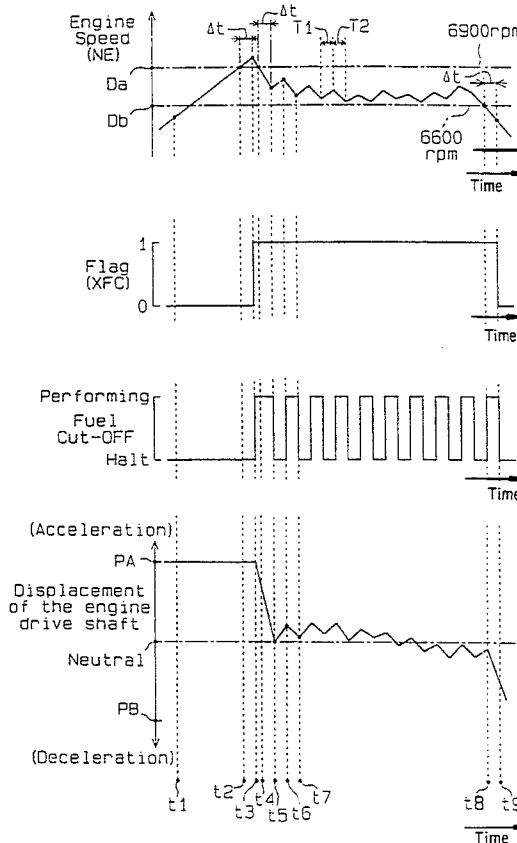 Engine
Speed
(NE)
Δt
Δt
T1
T2
6900rpm
Δt
Da
Db
6600
rpm
Time
1
Flag
(XFC)
0
Time
Performing
Fuel
Cut-OFF
Halt
Time
(Acceleration)
PA
Displacement
of the engine
drive shaft
Neutral
PB
(Deceleration)
t1
t2
t3
t4
t5
t6
t7
t8
t9
Time